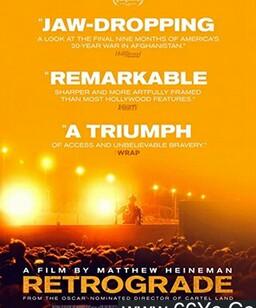 "JAW-DROPPING
A LOOK AT THE FINAL NINE MONTHS OF AMERICA'S
20-YEAR WAR IN AFGHANISTAN."
"REMARKABLE
SHARPER AND MORE ARTFULLY FRAMED
THAN MOST HOLLYWOOD FEATURES."
"A TRIUMPH
OF ACCESS AND UNBELIEVABLE BRAVERY."
WRAP
A FILM BY MATTHEW HEINEMAN
RETROGRADE
FROM THE OSCAR®-NOMINATED DIRECTOR OF CARTEL LAND